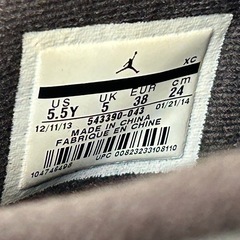 XC
US UK EUR cm
5.5Y 5 38 24
12/11/13 543390-043 01/21/14
MADE IN CHINA
FABRIQUE EN CHINE
104748498
UPC 00823233108110